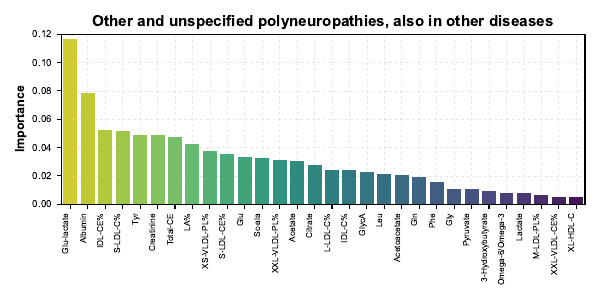 Other and unspecified polyneuropathies, also in other diseases
Importance
0.12
0.10
0.08
0.06
0.04
0.02
0.00
Glu-lactate
Albumin
IDL-CE%
S-LDL-C%
Tyr
Creatinine
Total-CE
LA%
XS-VLDL-PL%
S-LDL-CE%
Glu
XXL-VLDL-PL%
Acetate
Citrate
L-LDL-C%
IDL-C%
GlycA
Leu
Acetoacetate
Gln
Phe
Gly
Pyruvate
3-Hydroxybutyrate
Omega-6/Omega-3
Lactate
M-LDL-PL%
XXL-VLDL-CE%
XL-HDL-C